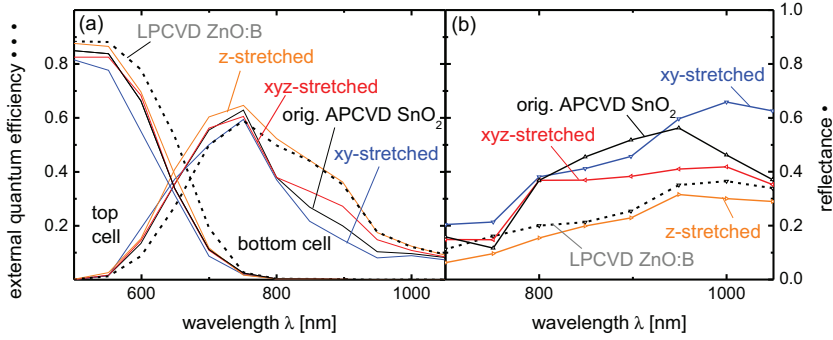 (a)
LPCVD ZnO:B
z-stretched
xyz-stretched
orig. APCVD SnO2
xy-stretched
top
cell
bottom cell
0.8
0.6
0.4
0.2
600
800
1000
wavelength λ [nm]
external quantum efficiency • • •
(b)
xy-stretched
orig. APCVD SnO2
xyz-stretched
z-stretched
LPCVD ZnO:B
800
1000
wavelength λ [nm]
1.0
0.8
0.6
0.4
0.2
0.0
reflectance •